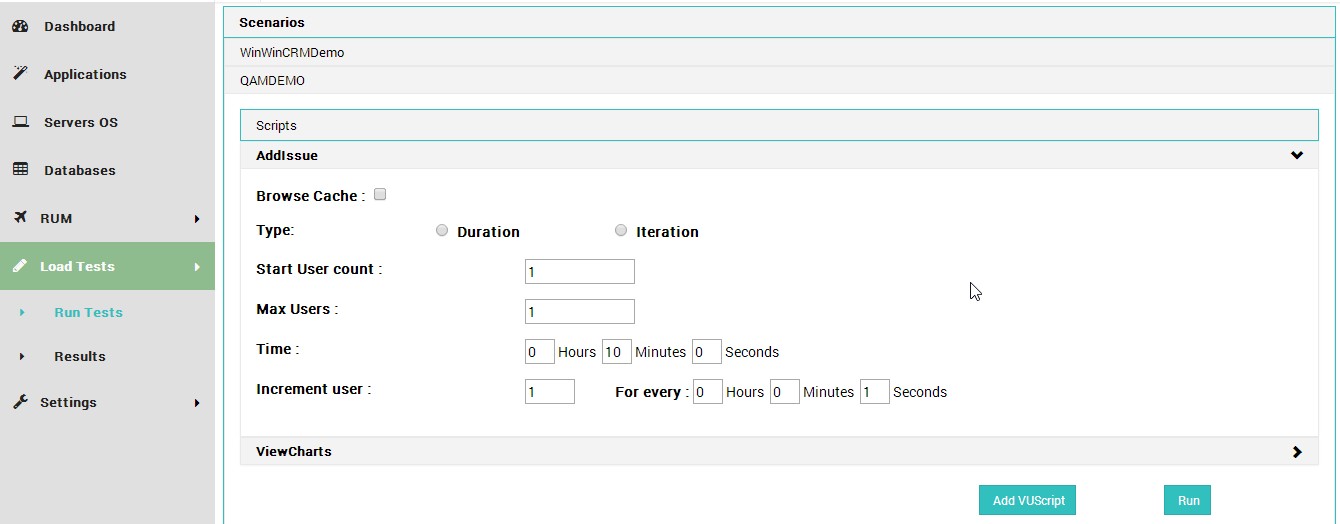 Dashboard
Applications
Servers OS
Databases
RUM
Load Tests
Run Tests
Results
Settings
Scenarios
WinWinCRMDemo
QAMDEMO
Scripts
AddIssue
Browse Cache :
Type: Duration Iteration
Start User count : 1
Max Users : 1
Time : 0 Hours 10 Minutes 0 Seconds
Increment user : 1 For every : 0 Hours 0 Minutes 1 Seconds
ViewCharts
Add VUScript Run